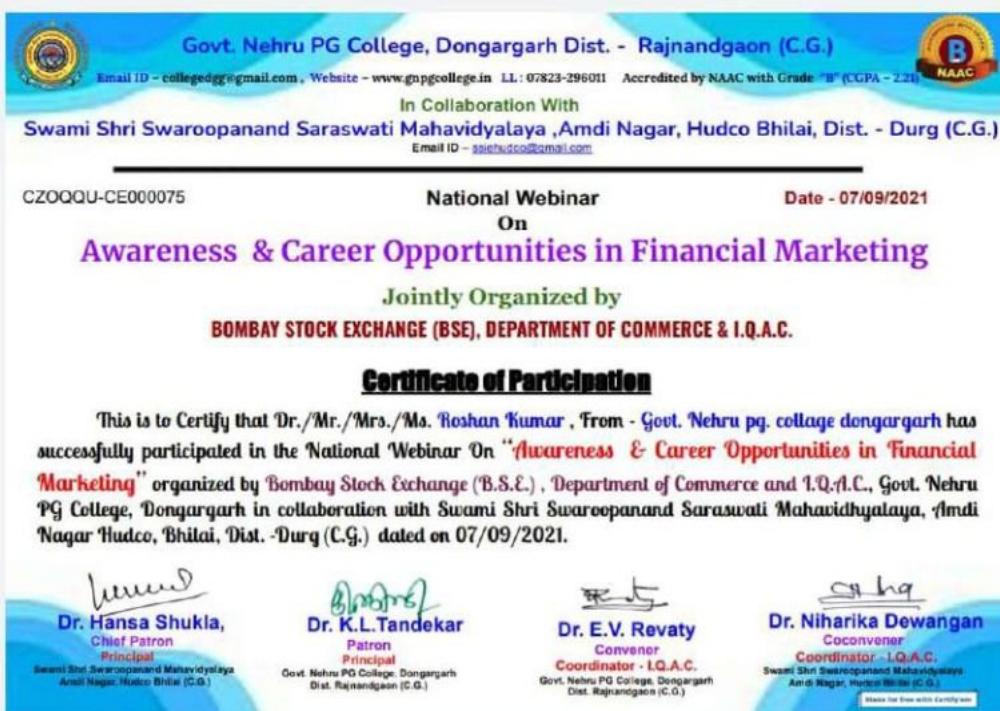 Govt. Nehru PG College, Dongargarh Dist. - Rajnandgaon (C.G.)
Email ID - collegedgg@gmail.com, Website - www.gnpgcollege.in LL: 07823-296011 Accredited by NAAC with Grade "B" (CGPA - 2.21)
B
NAAC
In Collaboration With
Swami Shri Swaroopanand Saraswati Mahavidyalaya ,Amdi Nagar, Hudco Bhilai, Dist. - Durg (C.G.)
Email ID - ssiehudco@gmail.com
CZOQQU-CE000075
National Webinar
Date - 07/09/2021
On
Awareness & Career Opportunities in Financial Marketing
Jointly Organized by
BOMBAY STOCK EXCHANGE (BSE), DEPARTMENT OF COMMERCE & I.Q.A.C.
Certificate of Participation
This is to Certify that Dr./Mr./Mrs./Ms. Roshan Kumar , From - Govt. Nehru pg. collage dongargarh has
successfully participated in the National Webinar On "Awareness & Career Opportunities in Financial
Marketing" organized by Bombay Stock Exchange (B.S.E.) , Department of Commerce and I.Q.A.C., Govt. Nehru
PG College, Dongargarh in collaboration with Swami Shri Swaroopanand Saraswati Mahavidhyalaya, Amdi
Nagar Hudco, Bhilai, Dist. -Durg (C.G.) dated on 07/09/2021.
Dr. Hansa Shukla,
Chief Patron
Principal
Swami Shri Swaroopanand Mahavidyalaya
Amdi Nagar, Hudco Bhilai (C.G.)
Dr. K.L.Tandekar
Patron
Principal
Govt. Nehru PG College, Dongargarh
Dist. Rajnandgaon (C.G.)
Dr. E.V. Revaty
Convenor
Coordinator - I.Q.A.C.
Govt. Nehru PG College, Dongargarh
Dist. Rajnandgaon (C.G.)
Dr. Niharika Dewangan
Coconvenor
Coordinator - I.Q.A.C.
Swami Shri Swaroopanand Mahavidyalaya
Amdi Nagar, Hudco Bhilai (C.G.)
Made for free with Certify'em